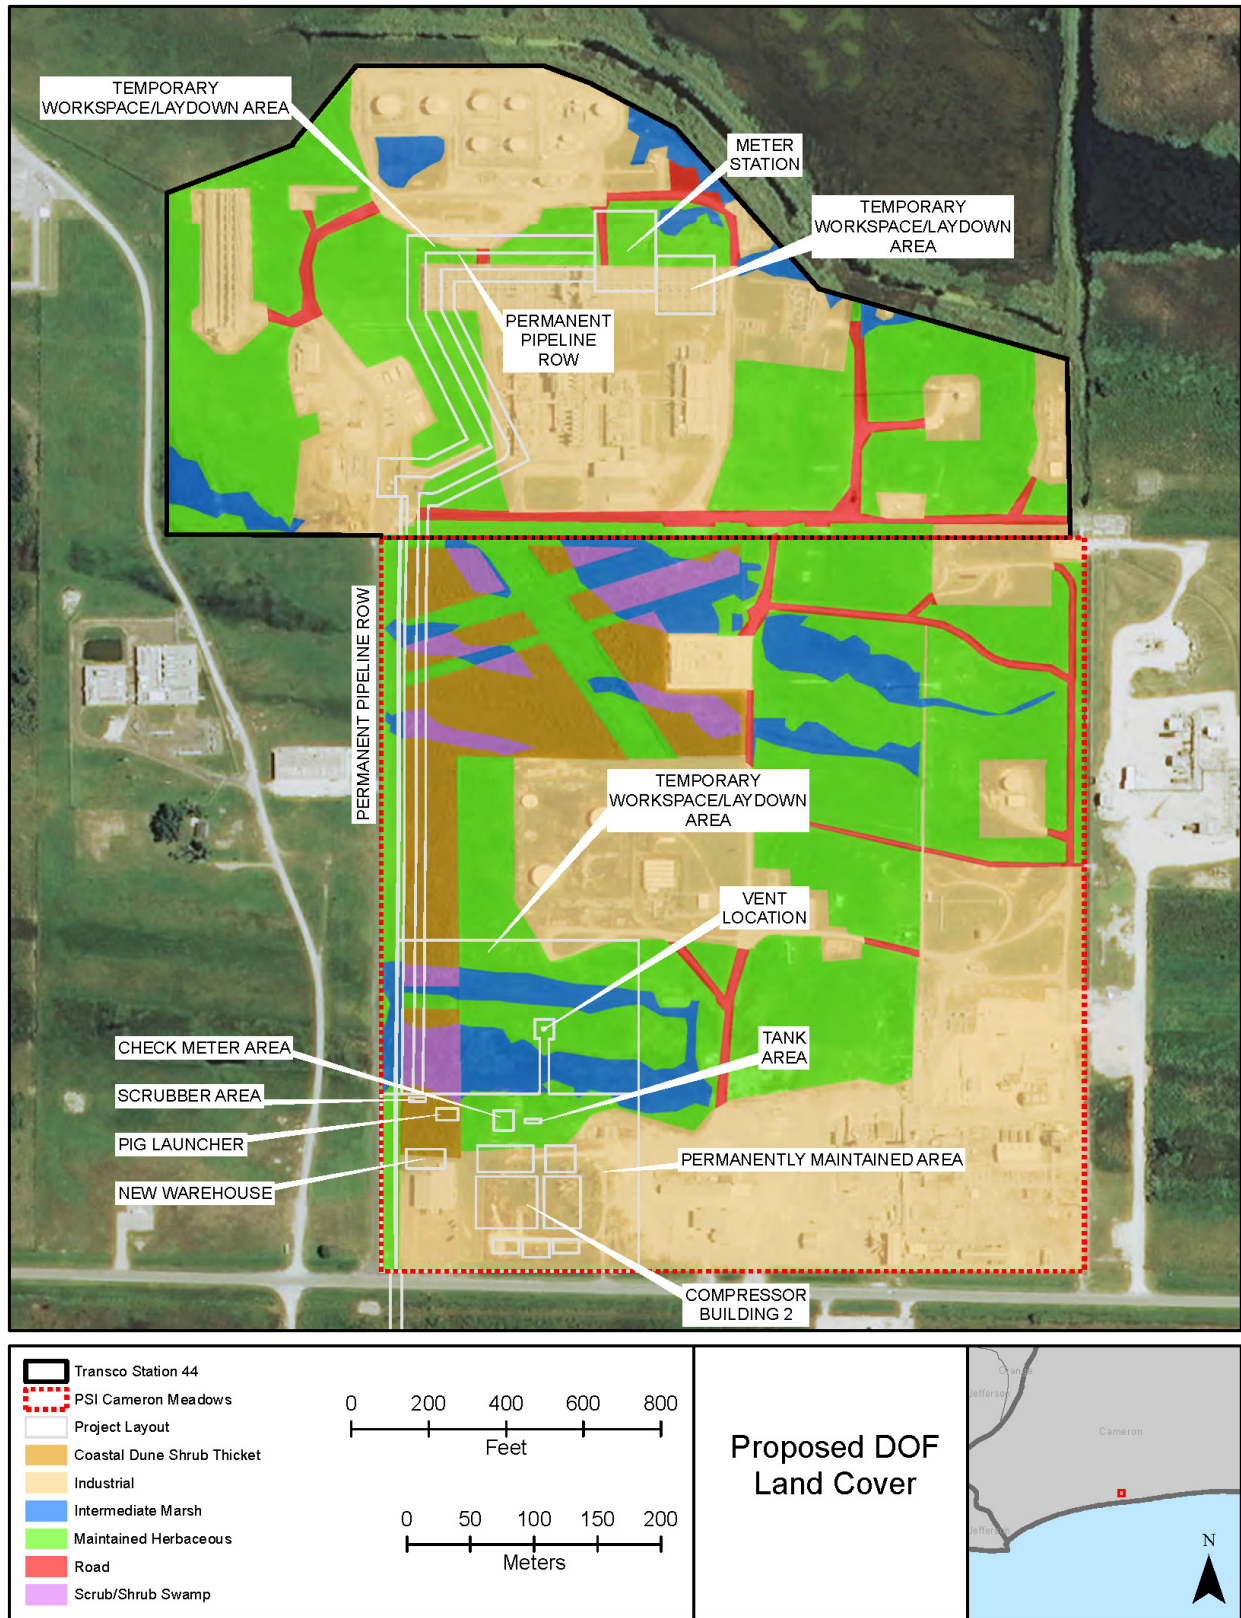 TEMPORARY
WORKSPACE/LAYDOWN AREA
METER
STATION
TEMPORARY
WORKSPACE/LAYDOWN
AREA
PERMANENT
PIPELINE
ROW
PERMANENT PIPELINE ROW
TEMPORARY
WORKSPACE/LAYDOWN
AREA
VENT
LOCATION
CHECK METER AREA
TANK
AREA
SCRUBBER AREA
PIG LAUNCHER
PERMANENTLY MAINTAINED AREA
NEW WAREHOUSE
COMPRESSOR
BUILDING 2
Transco Station 44
PSI Cameron Meadows
Project Layout
Coastal Dune Shrub Thicket
Industrial
Intermediate Marsh
Maintained Herbaceous
Road
Scrub/Shrub Swamp
0 200 400 600 800
Feet
0 50 100 150 200
Meters
Proposed DOF
Land Cover
Orange
Jefferson
Cameron
Jefferson
N